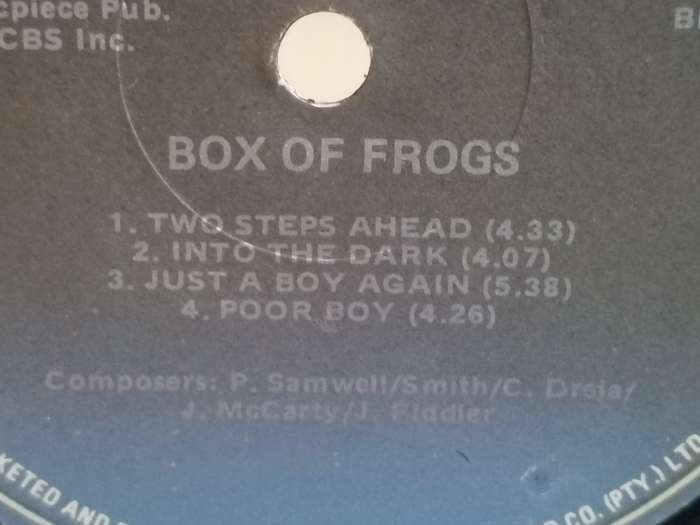 cpiece Pub.
CBS Inc.
BOX OF FROGS
1. TWO STEPS AHEAD (4.33)
2. INTO THE DARK (4.07)
3. JUST A BOY AGAIN (5.38)
4. POOR BOY (4.26)
Composers: P. Samwell/Smith/C. Dreja/
J. McCarty/J. Fiddler
KETED AND
CO. (PTY.) LTD